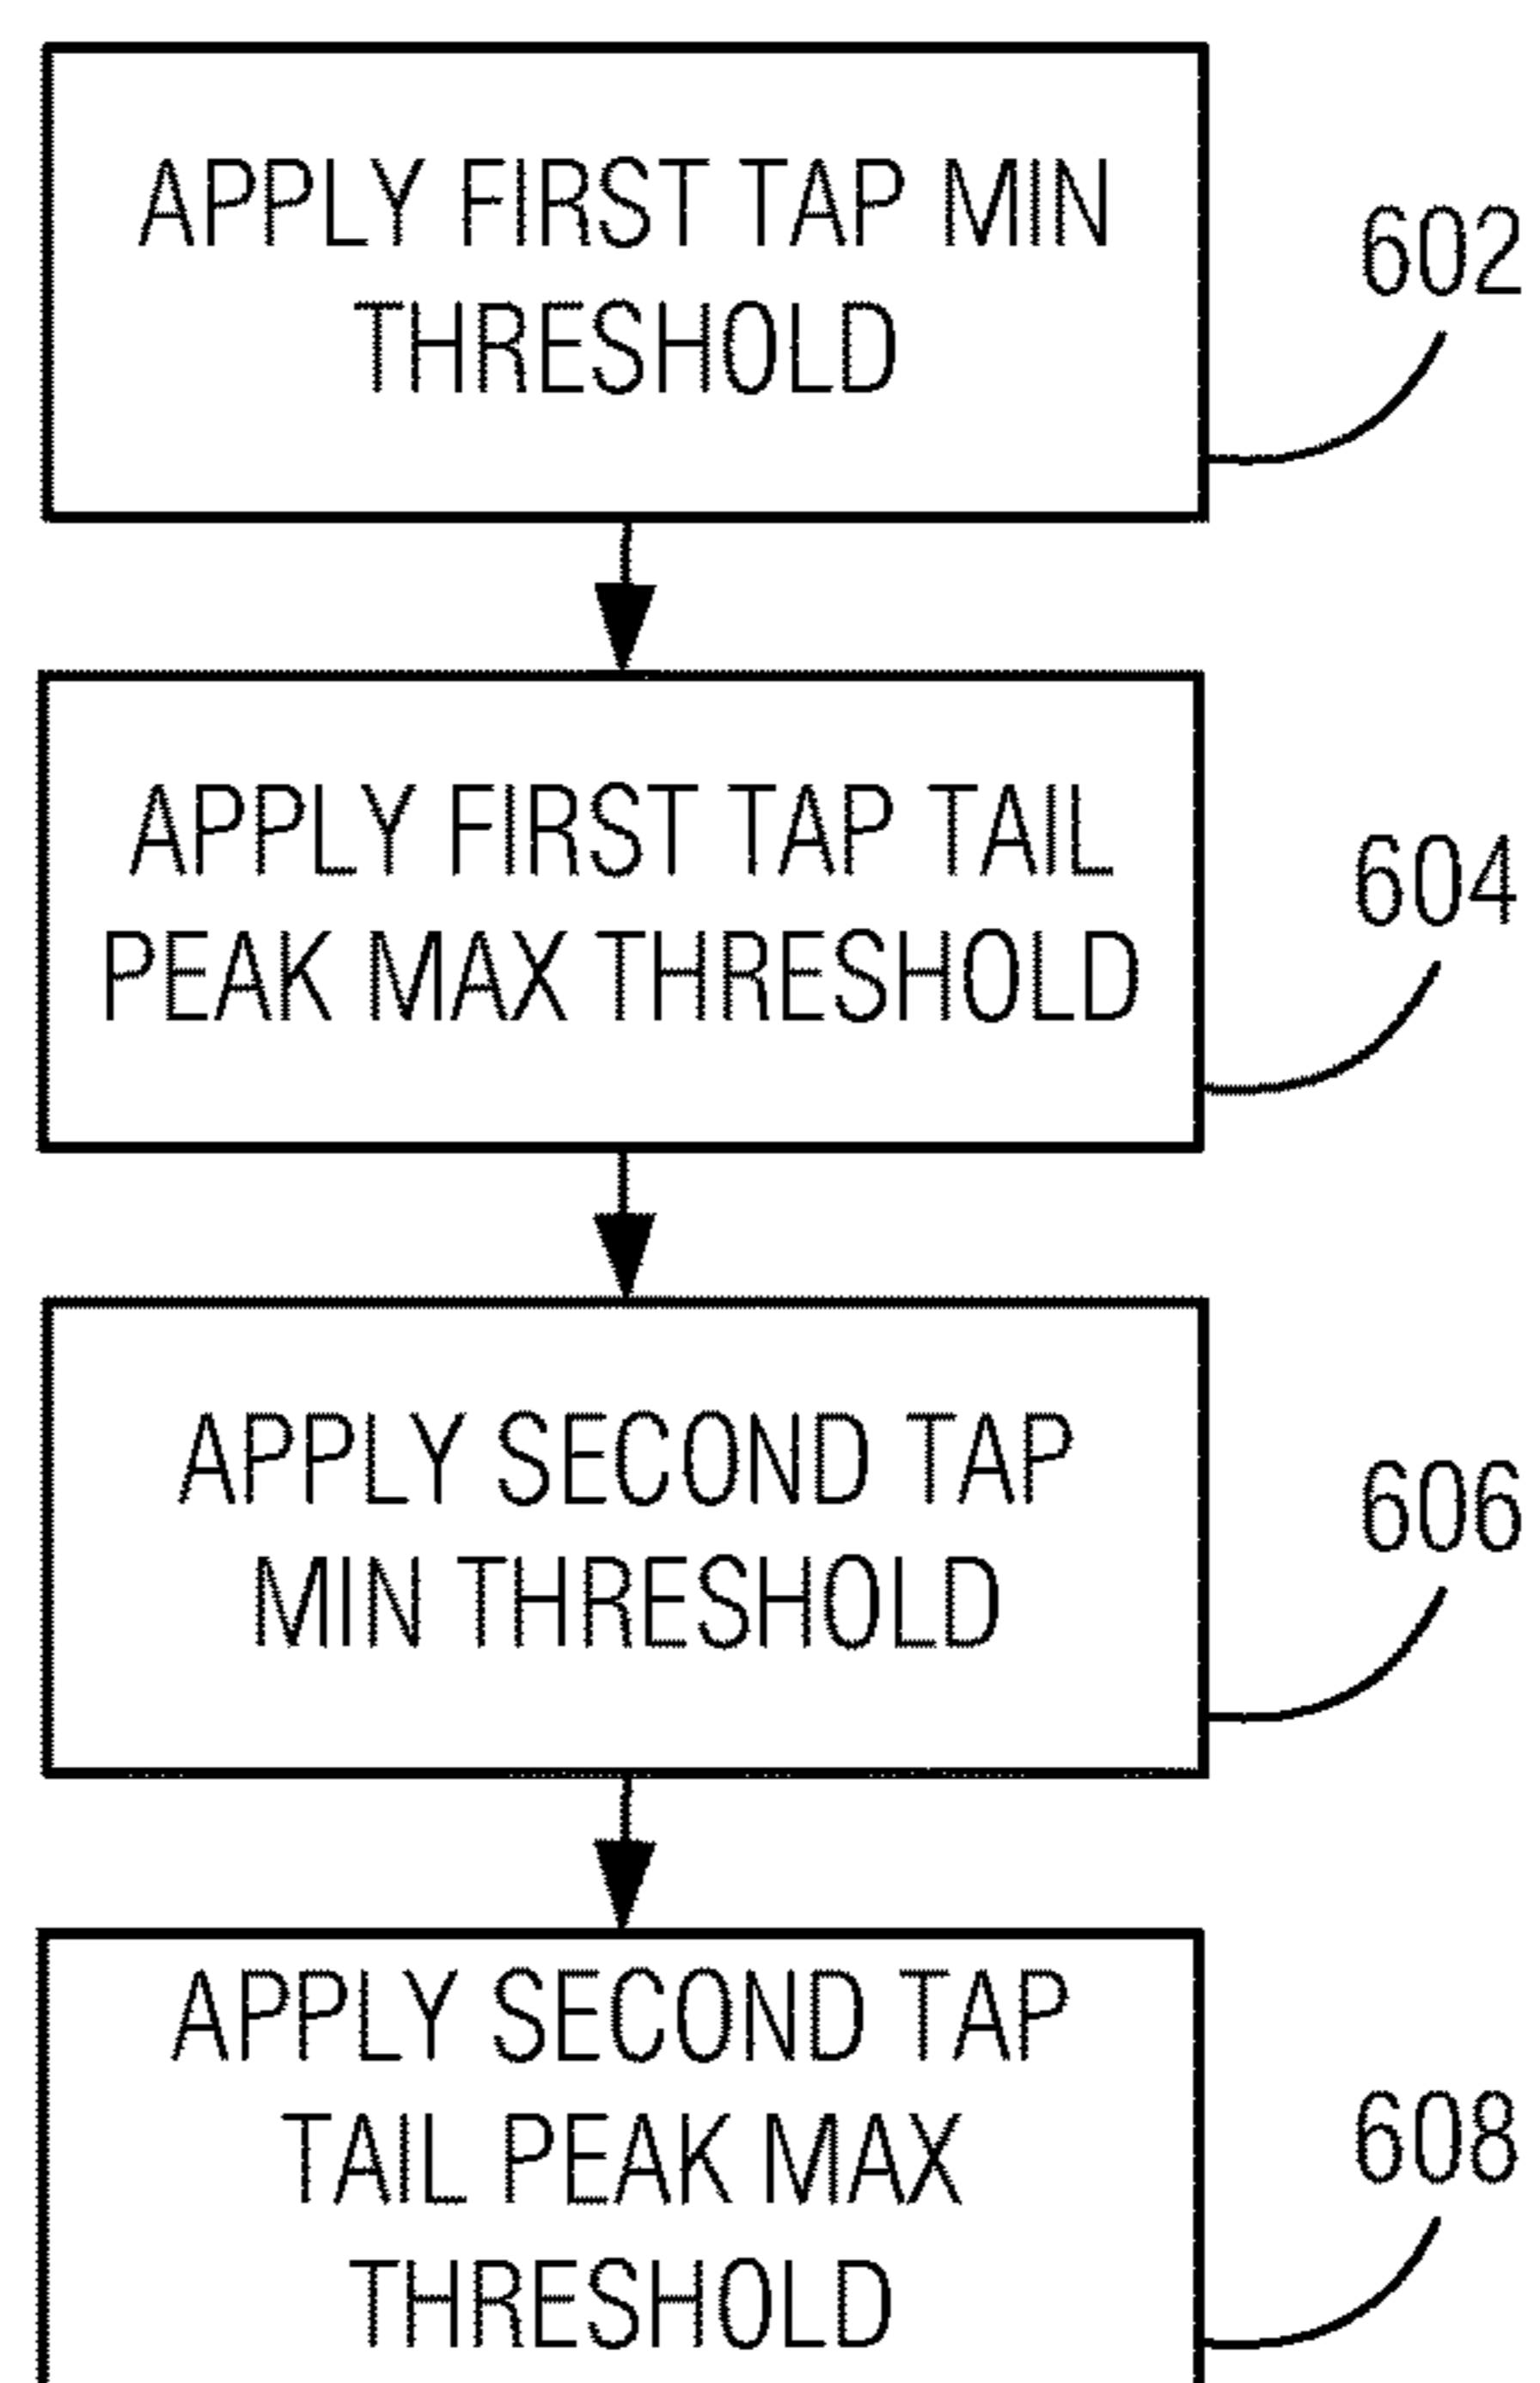 APPLY FIRST TAP MIN
THRESHOLD
602
APPLY FIRST TAP TAIL
PEAK MAX THRESHOLD
604
APPLY SECOND TAP
MIN THRESHOLD
606
APPLY SECOND TAP
TAIL PEAK MAX
THRESHOLD
608